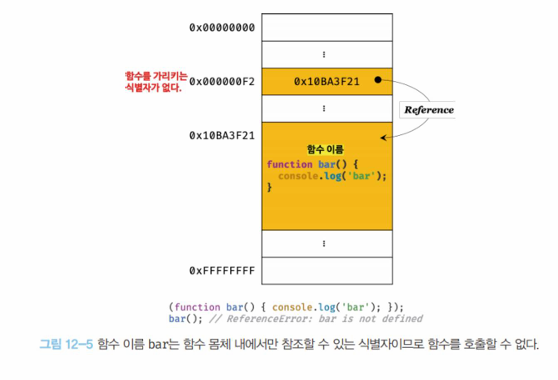 0x00000000
⋮
함수를 가리키는
식별자가 없다.
0x000000F2
0x10BA3F21
⋮
Reference
0x10BA3F21
함수 이름
function bar() {
console.log('bar');
}
⋮
0xFFFFFFFF
(function bar() { console.log('bar'); });
bar(); // ReferenceError: bar is not defined
그림 12-5 함수 이름 bar는 함수 몸체 내에서만 참조할 수 있는 식별자이므로 함수를 호출할 수 없다.